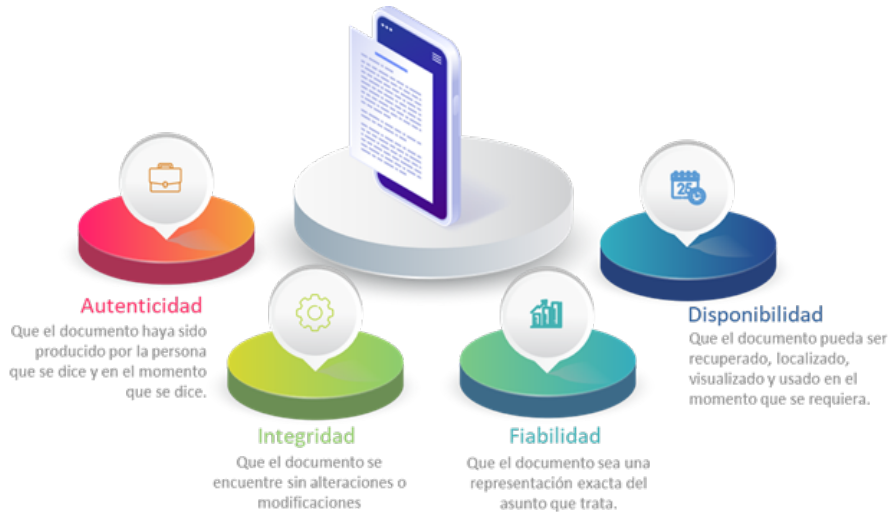 Autenticidad
Que el documento haya sido
producido por la persona
que se dice y en el momento
que se dice.
Integridad
Que el documento se
encuentre sin alteraciones o
modificaciones
Fiabilidad
Que el documento sea una
representación exacta del
asunto que trata.
25
Disponibilidad
Que el documento pueda ser
recuperado, localizado,
visualizado y usado en el
momento que se requiera.